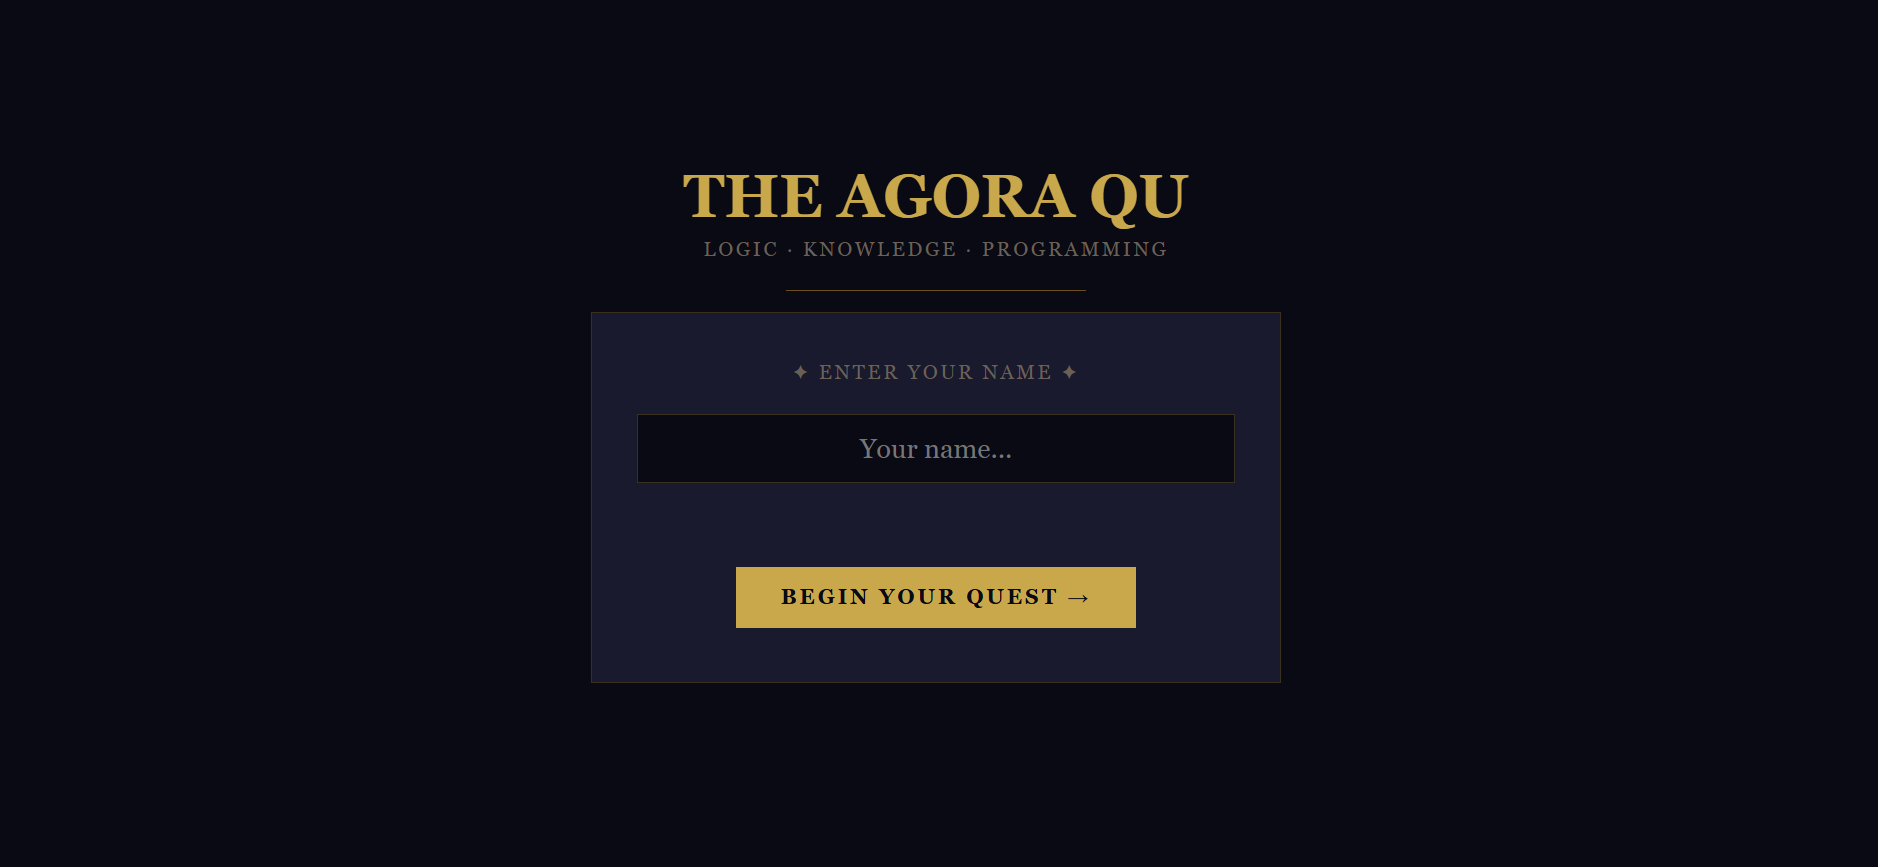 THE AGORA QU
LOGIC · KNOWLEDGE · PROGRAMMING
✦ ENTER YOUR NAME ✦
Your name...
BEGIN YOUR QUEST →